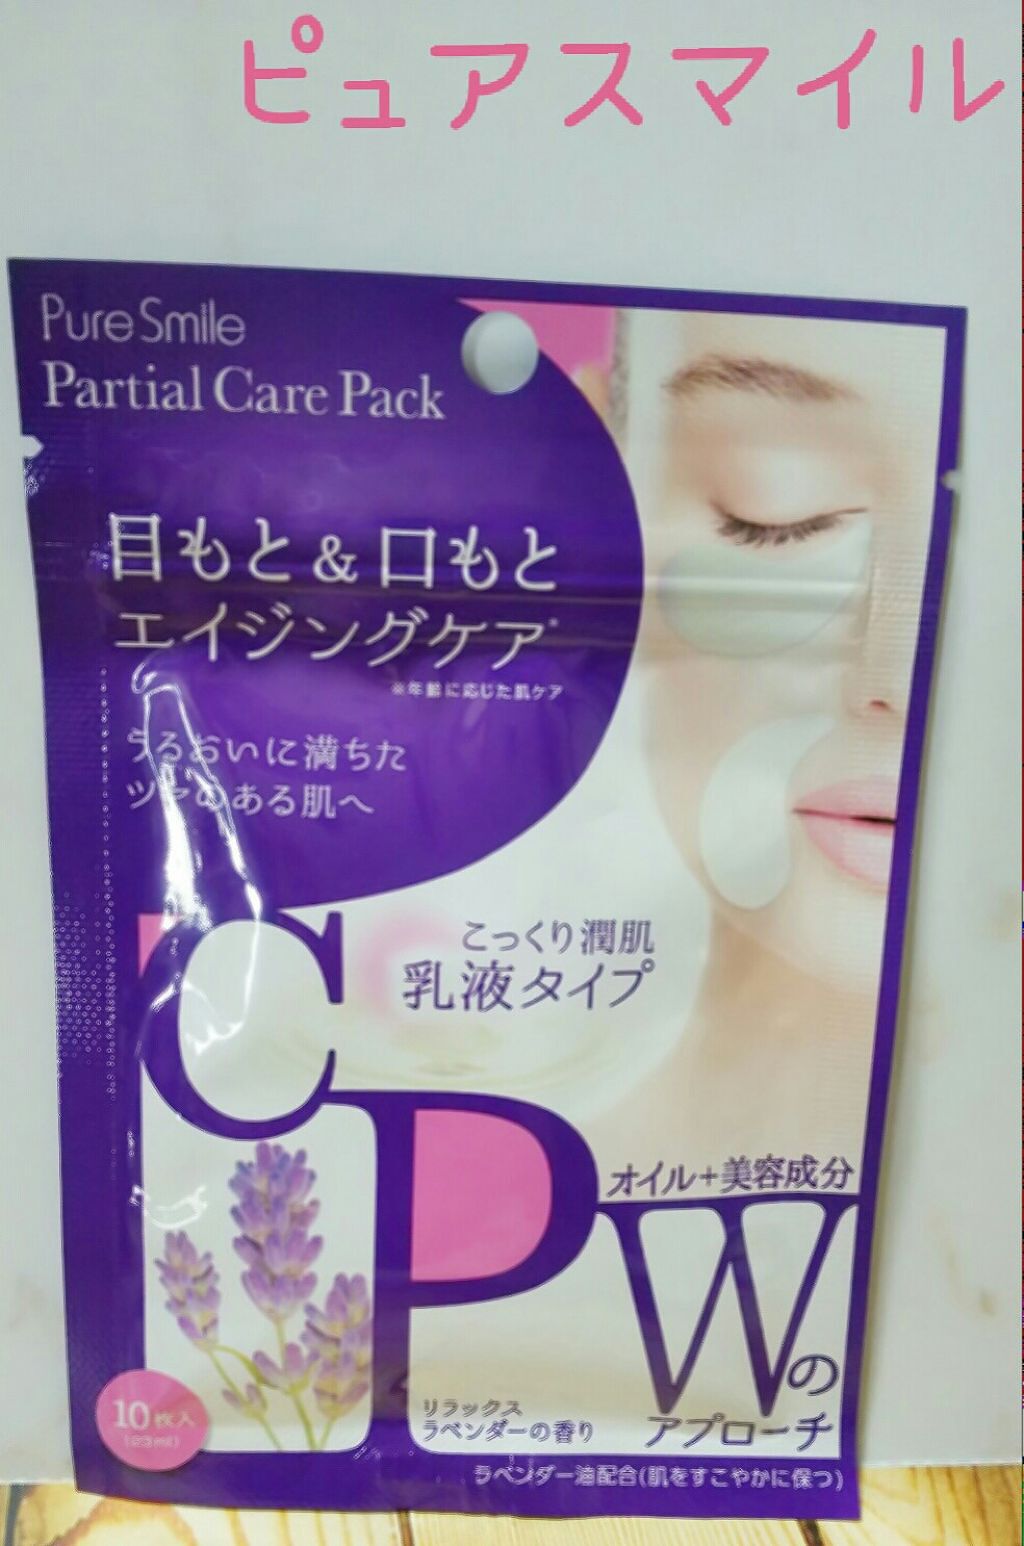 ピュアスマイル
Pure Smile
Partial Care Pack
目もと&口もと
エイジングケア*
※年齢に応じた肌ケア
うるおいに満ちた
ツヤのある肌へ
こっくり潤肌
乳液タイプ
C
P
オイル+美容成分
Wの
アプローチ
10枚入
(23ml)
リラックス
ラベンダーの香り
ラベンダー油配合(肌をすこやかに保つ)